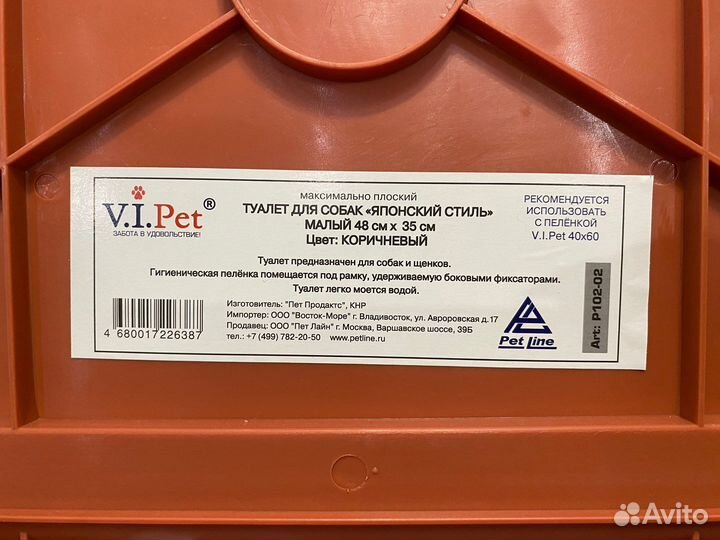 V.I.Pet®
ЗАБОТА В УДОВОЛЬСТВИЕ!
максимально плоский
ТУАЛЕТ ДЛЯ СОБАК «ЯПОНСКИЙ СТИЛЬ»
МАЛЫЙ 48 см х 35 см
Цвет: КОРИЧНЕВЫЙ
РЕКОМЕНДУЕТСЯ
ИСПОЛЬЗОВАТЬ
С ПЕЛЁНКОЙ
V.I.Pet 40x60
Туалет предназначен для собак и щенков.
Гигиеническая пелёнка помещается под рамку, удерживаемую боковыми фиксаторами.
Туалет легко моется водой.
4 680017 226387
Изготовитель: "Пет Продактс", КНР
Импортер: ООО "Восток-Море" г. Владивосток, ул. Авроровская д.17
Продавец: ООО "Пет Лайн" г. Москва, Варшавское шоссе, 39Б
тел.: +7 (499) 782-20-50 www.petline.ru
Pet Line
Art: P102-02
Avito